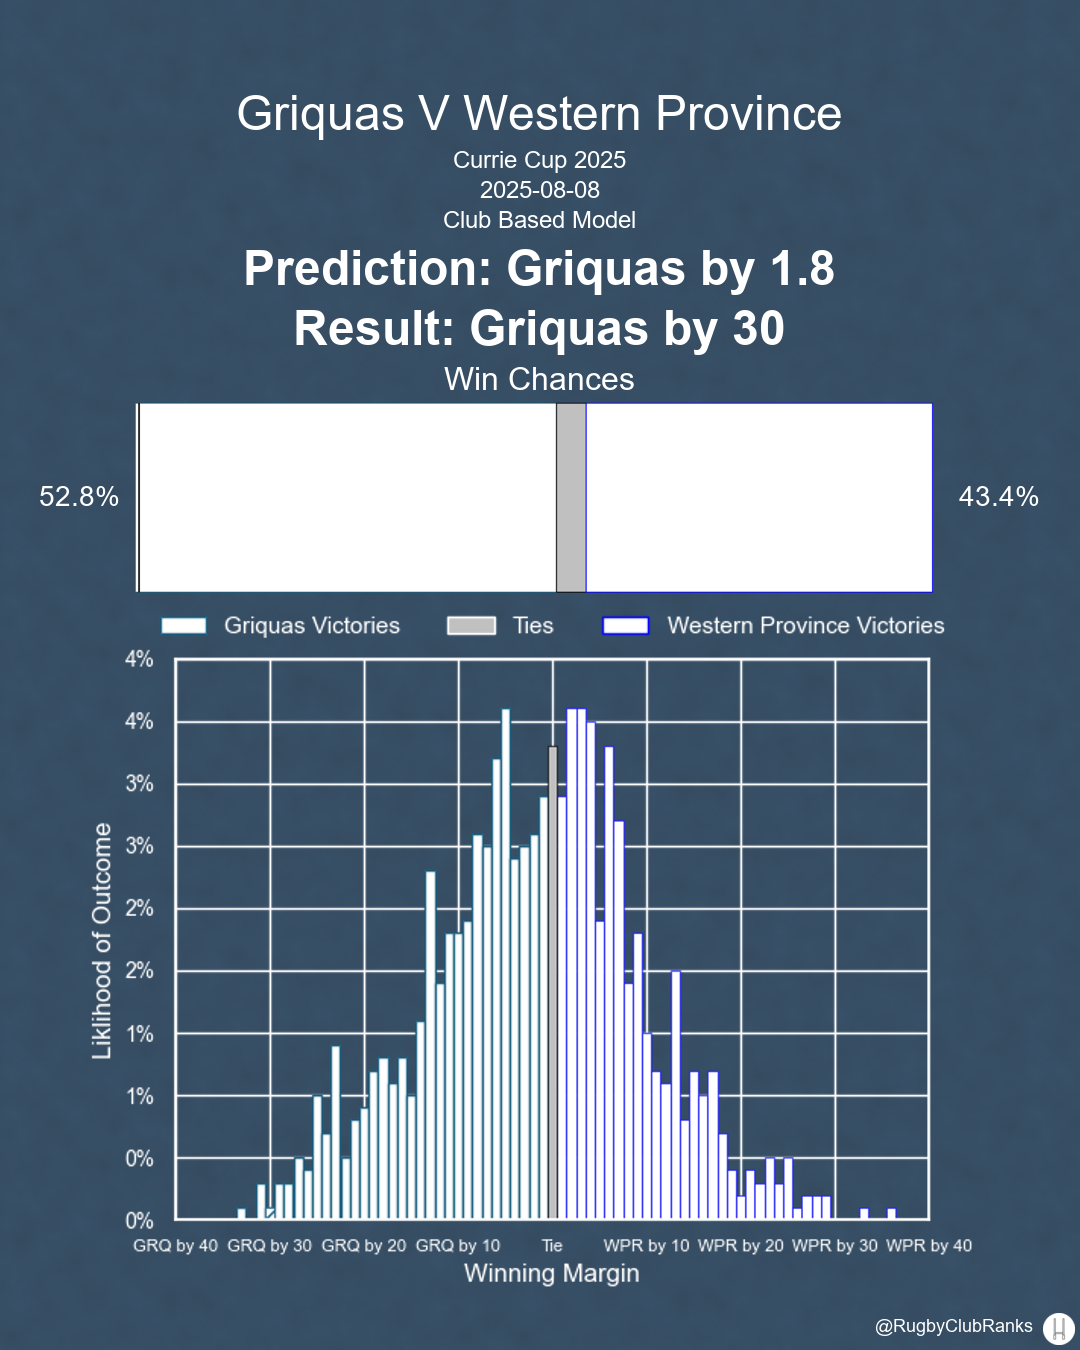 Griquas V Western Province
Currie Cup 2025
2025-08-08
Club Based Model
Prediction: Griquas by 1.8
Result: Griquas by 30
Win Chances
52.8%
43.4%
Griquas Victories
Ties
Western Province Victories
4%
4%
3%
3%
2%
2%
1%
1%
0%
0%
Liklihood of Outcome
GRQ by 40 GRQ by 30 GRQ by 20 GRQ by 10 Tie WPR by 10 WPR by 20 WPR by 30 WPR by 40
Winning Margin
@RugbyClubRanks